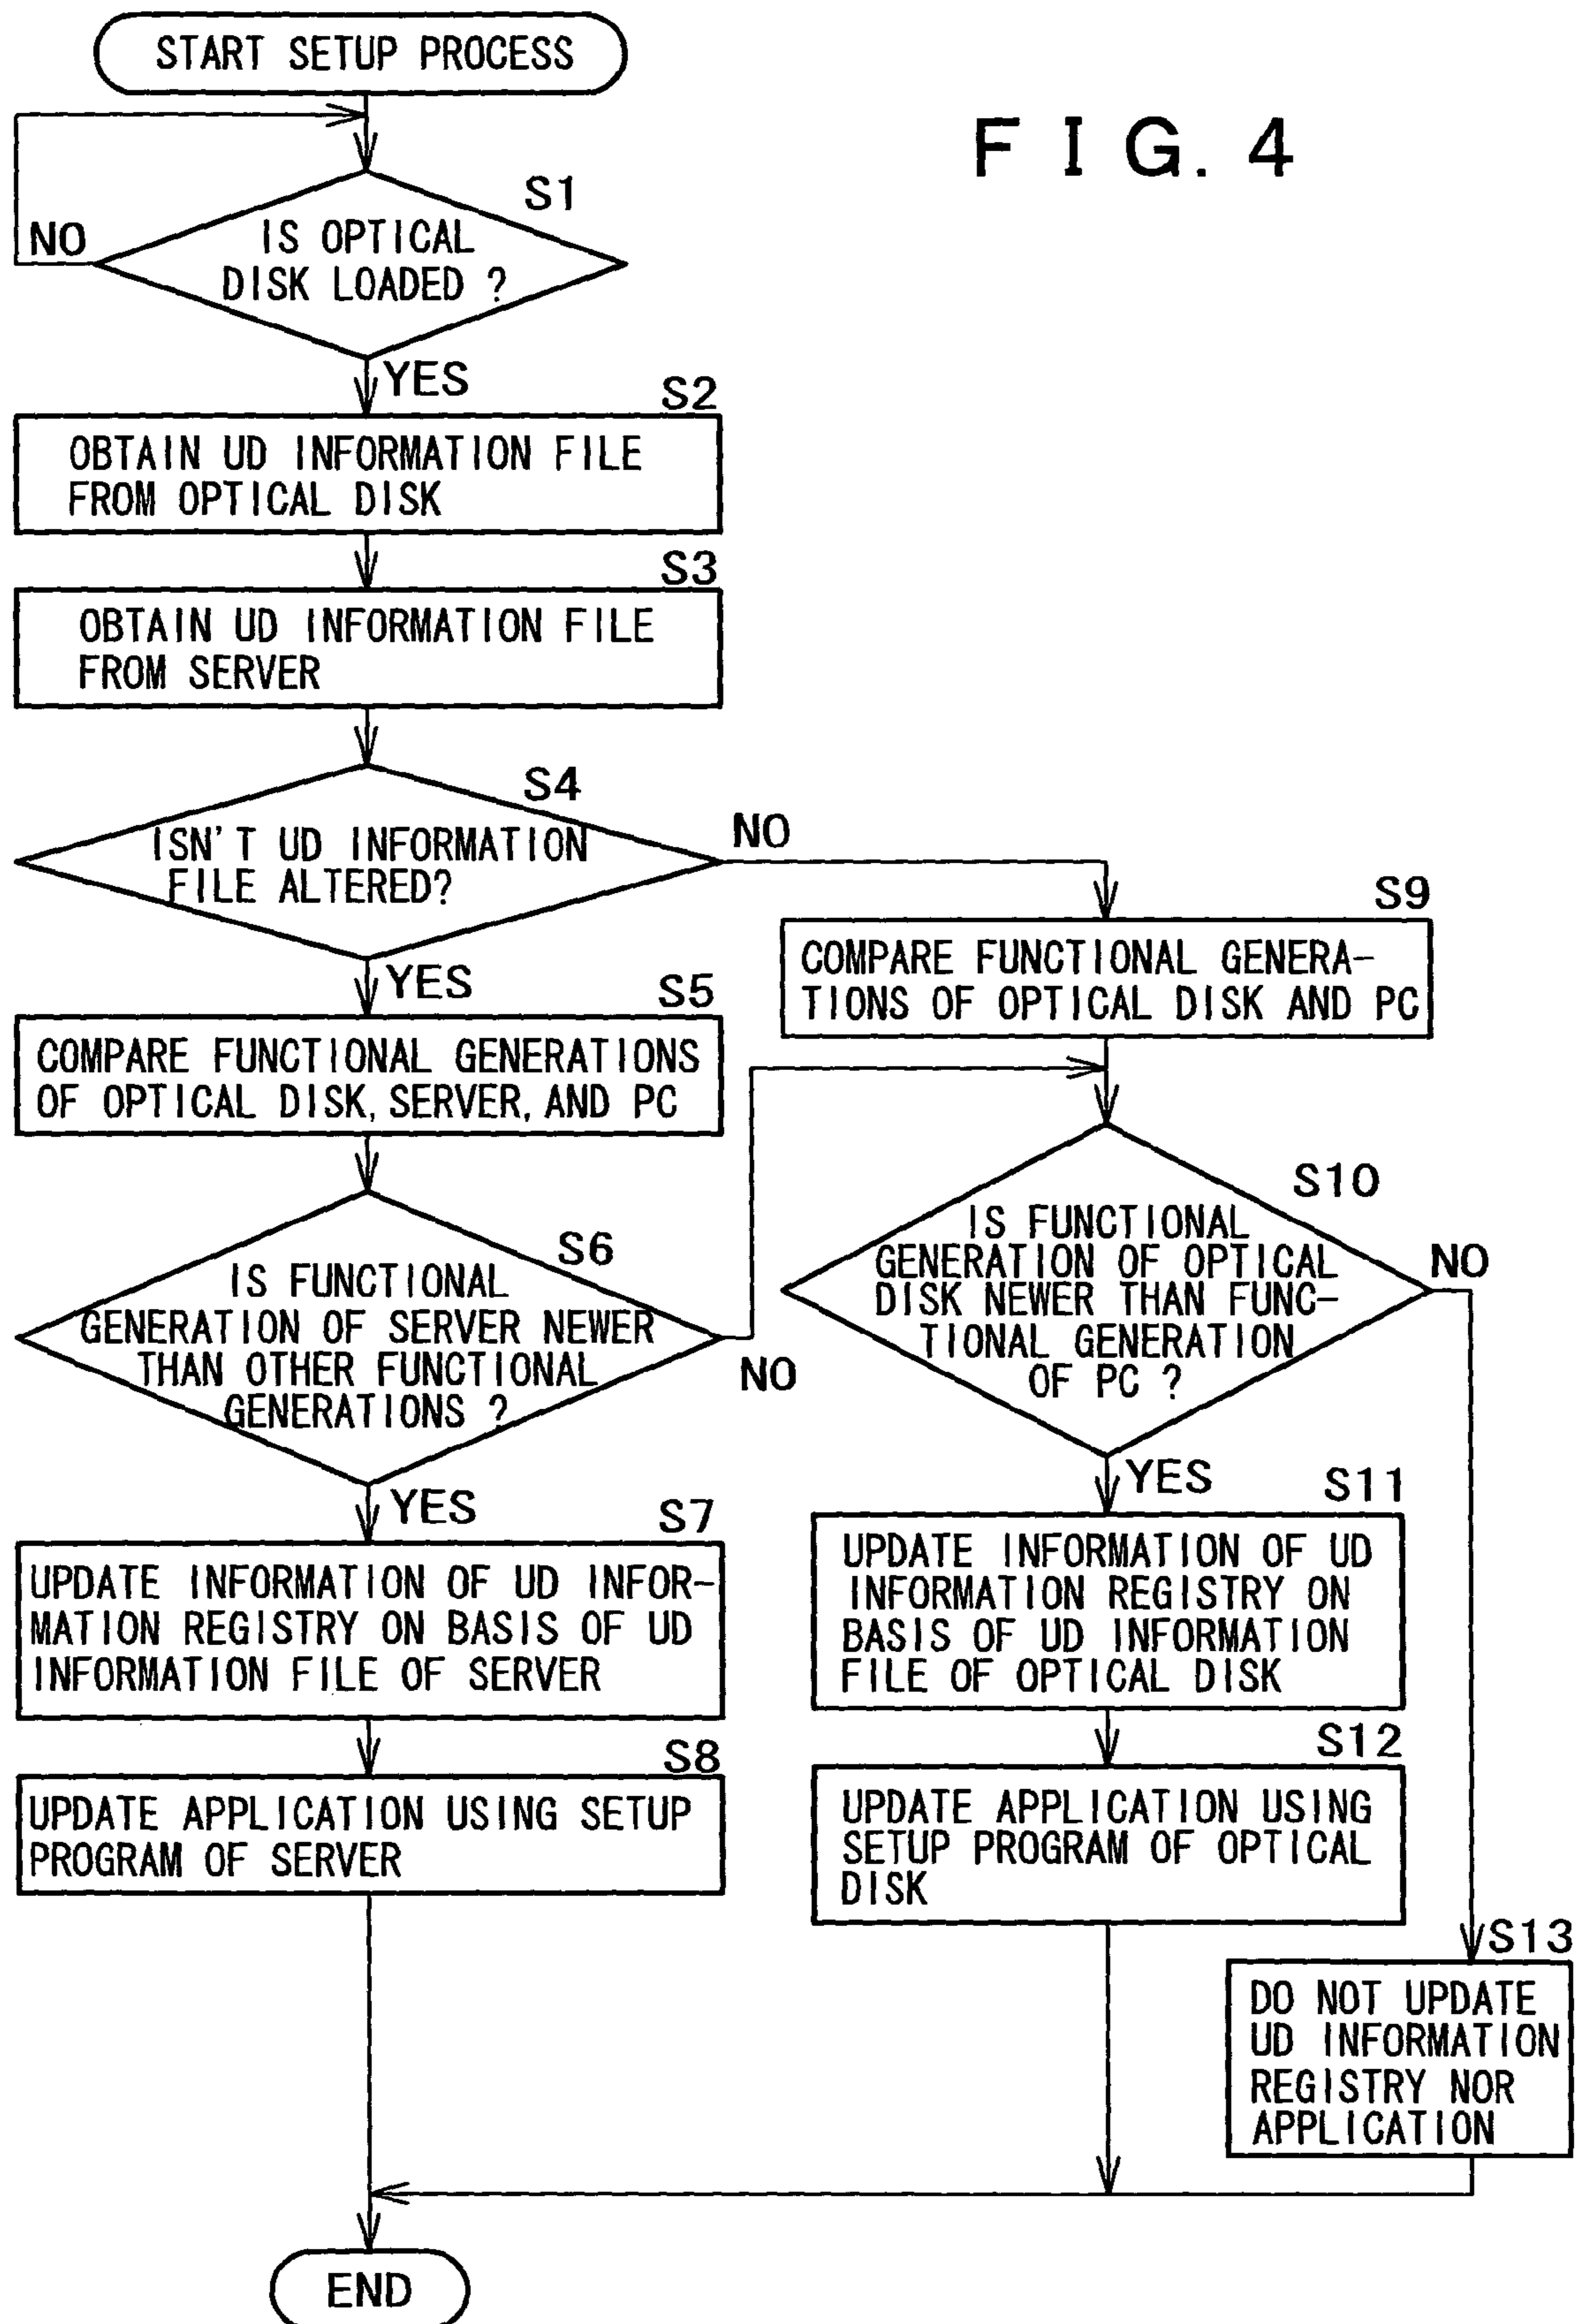 START SETUP PROCESS
FIG. 4
S1
IS OPTICAL
DISK LOADED ?
NO
YES
S2
OBTAIN UD INFORMATION FILE
FROM OPTICAL DISK
S3
OBTAIN UD INFORMATION FILE
FROM SERVER
S4
ISN'T UD INFORMATION
FILE ALTERED?
NO
YES
S5
COMPARE FUNCTIONAL GENERATIONS
OF OPTICAL DISK, SERVER, AND PC
S6
IS FUNCTIONAL
GENERATION OF SERVER NEWER
THAN OTHER FUNCTIONAL
GENERATIONS ?
NO
YES
S7
UPDATE INFORMATION OF UD INFOR-
MATION REGISTRY ON BASIS OF UD
INFORMATION FILE OF SERVER
S8
UPDATE APPLICATION USING SETUP
PROGRAM OF SERVER
S9
COMPARE FUNCTIONAL GENERA-
TIONS OF OPTICAL DISK AND PC
S10
IS FUNCTIONAL
GENERATION OF OPTICAL
DISK NEWER THAN FUNC-
TIONAL GENERATION
OF PC ?
NO
YES
S11
UPDATE INFORMATION OF UD
INFORMATION REGISTRY ON
BASIS OF UD INFORMATION
FILE OF OPTICAL DISK
S12
UPDATE APPLICATION USING
SETUP PROGRAM OF OPTICAL
DISK
S13
DO NOT UPDATE
UD INFORMATION
REGISTRY NOR
APPLICATION
END